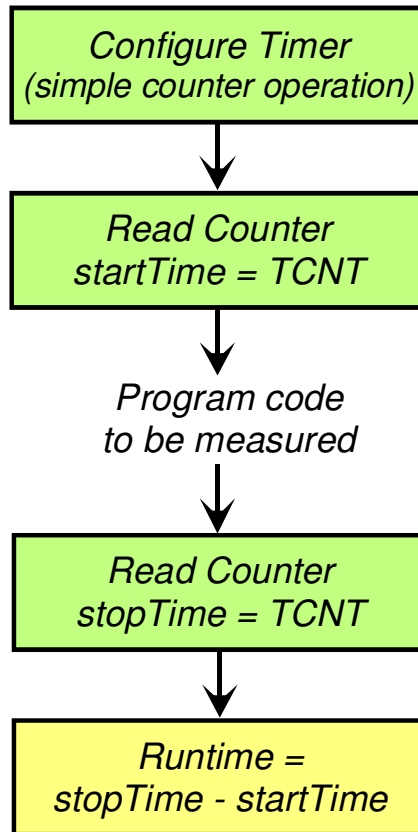 Configure Timer
(simple counter operation)
Read Counter
startTime = TCNT
Program code
to be measured
Read Counter
stopTime = TCNT
Runtime =
stopTime - startTime